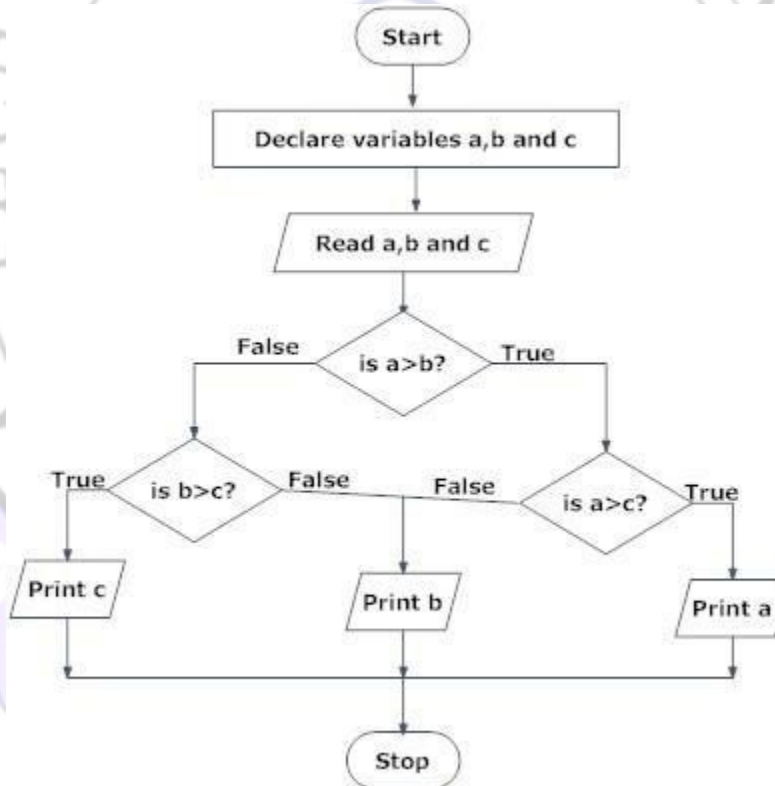 Start
Declare variables a,b and c
Read a,b and c
False
is a>b?
True
True
is b>c?
False
False
is a>c?
True
Print c
Print b
Print a
Stop